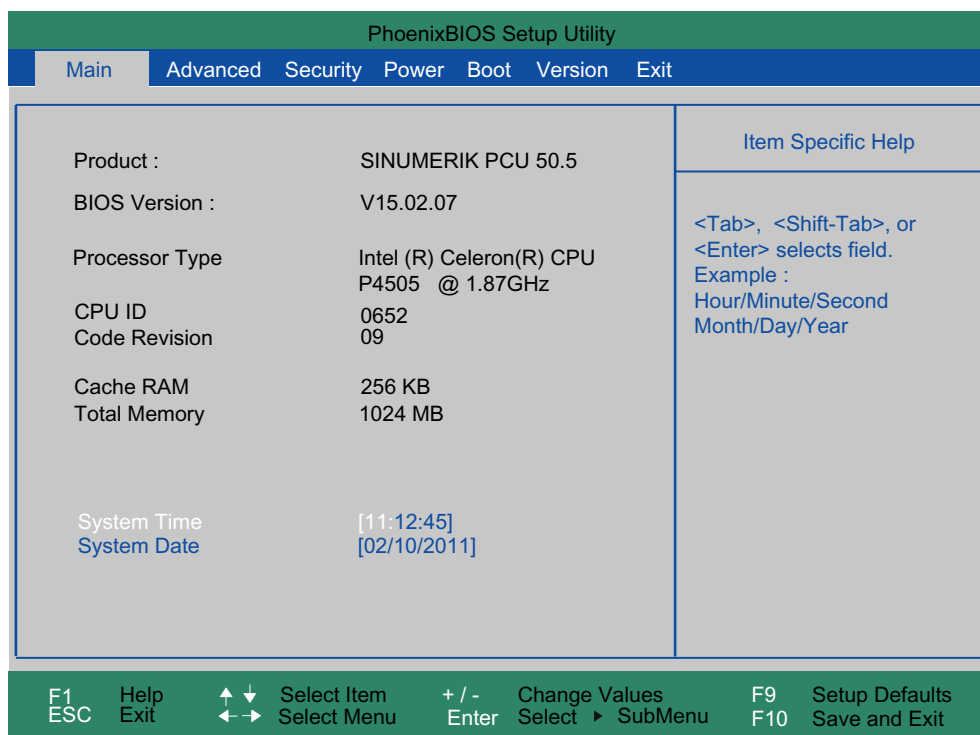 PhoenixBIOS Setup Utility
Main Advanced Security Power Boot Version Exit
Product : SINUMERIK PCU 50.5
BIOS Version : V15.02.07
Processor Type Intel (R) Celeron(R) CPU
P4505 @ 1.87GHz
CPU ID 0652
Code Revision 09
Cache RAM 256 KB
Total Memory 1024 MB
System Time [11:12:45]
System Date [02/10/2011]
Item Specific Help
<Tab>, <Shift-Tab>, or
<Enter> selects field.
Example :
Hour/Minute/Second
Month/Day/Year
F1 Help Select Item + / - Change Values F9 Setup Defaults
ESC Exit Select Menu Enter Select SubMenu F10 Save and Exit